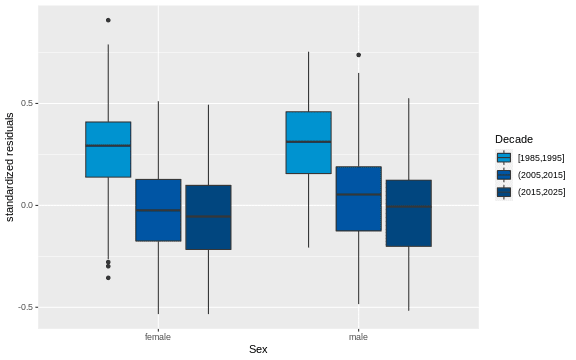 standardized residuals
0.5
0.0
-0.5
female
male
Sex
Decade
[1985,1995]
(2005,2015]
(2015,2025]